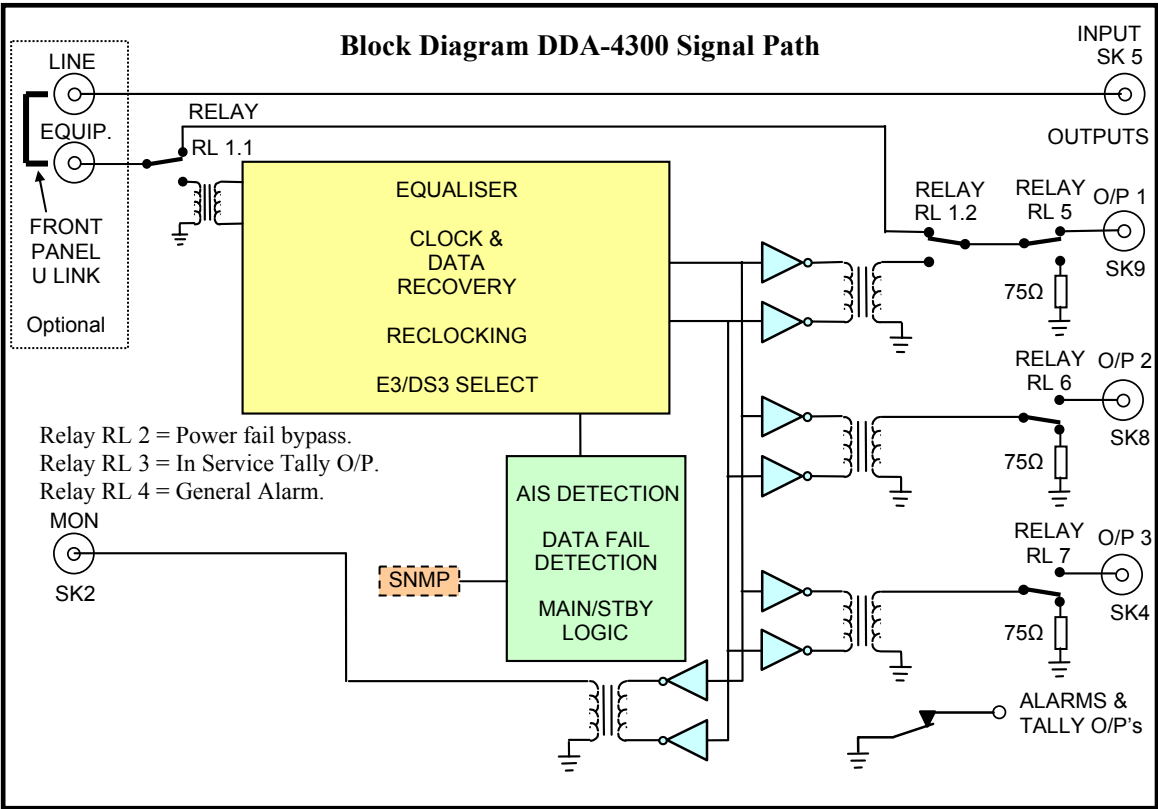 Block Diagram DDA-4300 Signal Path
INPUT
SK 5
LINE
RELAY
EQUIP.
RL 1.1
OUTPUTS
FRONT
PANEL
U LINK
Optional
EQUALISER
CLOCK &
DATA
RECOVERY
RECLOCKING
E3/DS3 SELECT
RELAY
RL 1.2
RELAY
RL 5
O/P 1
SK9
75Ω
RELAY
RL 6
O/P 2
SK8
75Ω
Relay RL 2 = Power fail bypass.
Relay RL 3 = In Service Tally O/P.
Relay RL 4 = General Alarm.
MON
SK2
SNMP
AIS DETECTION
DATA FAIL
DETECTION
MAIN/STBY
LOGIC
RELAY
RL 7
O/P 3
SK4
75Ω
ALARMS &
TALLY O/P's